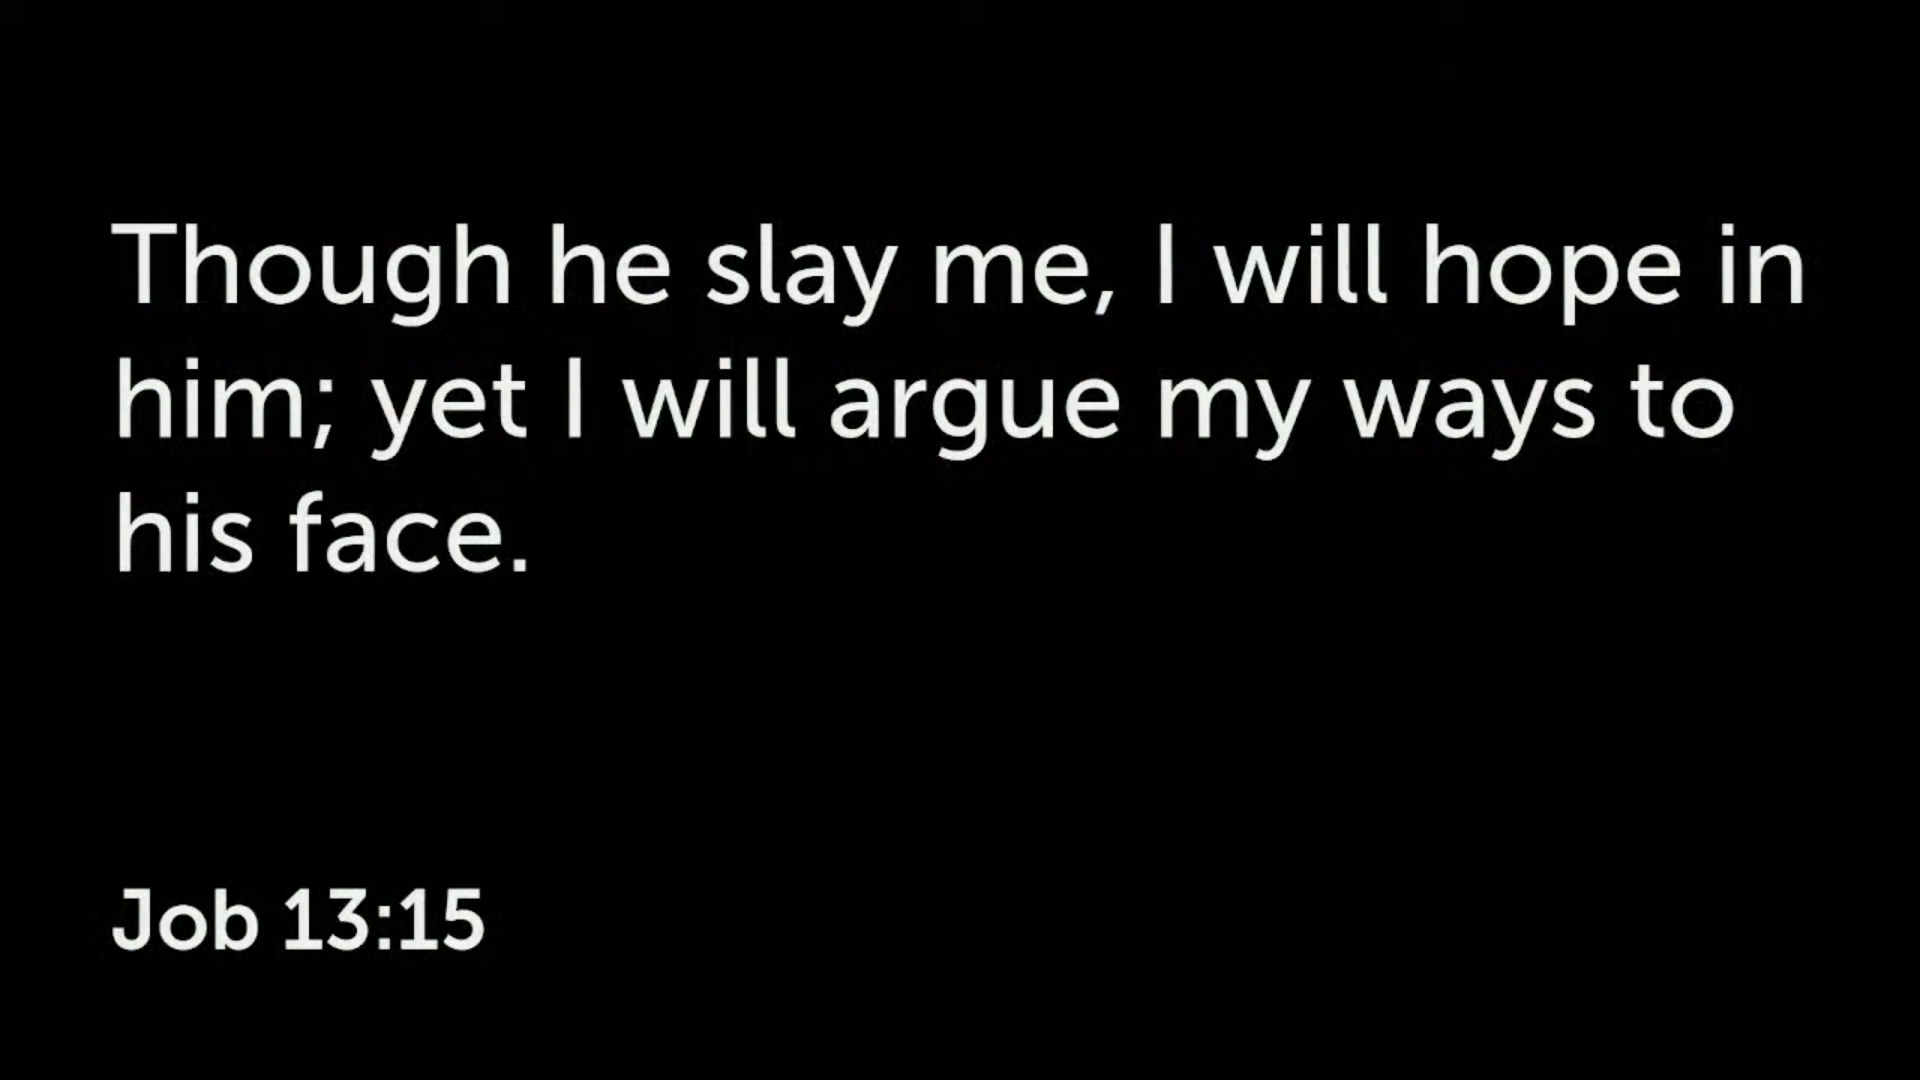 Though he slay me, I will hope in
him; yet I will argue my ways to
his face.
Job 13:15